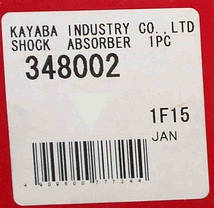 KAYABA INDUSTRY CO.,LTD
SHOCK ABSORBER 1PC
348002
1F15
JAN